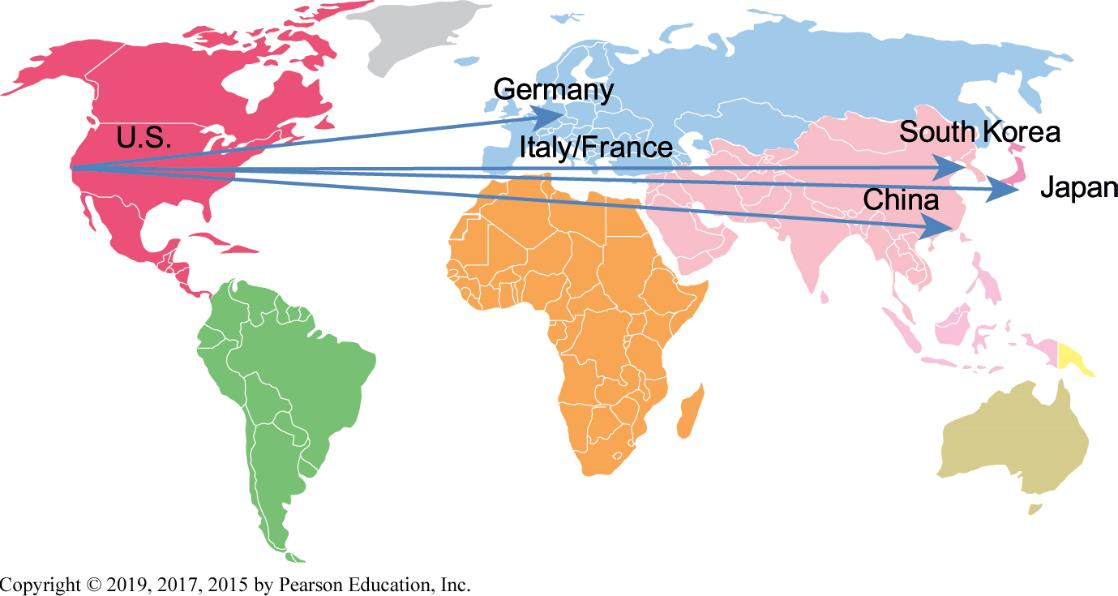 Germany
U.S.
South Korea
Italy/France
Japan
China
Copyright © 2019, 2017, 2015 by Pearson Education, Inc.